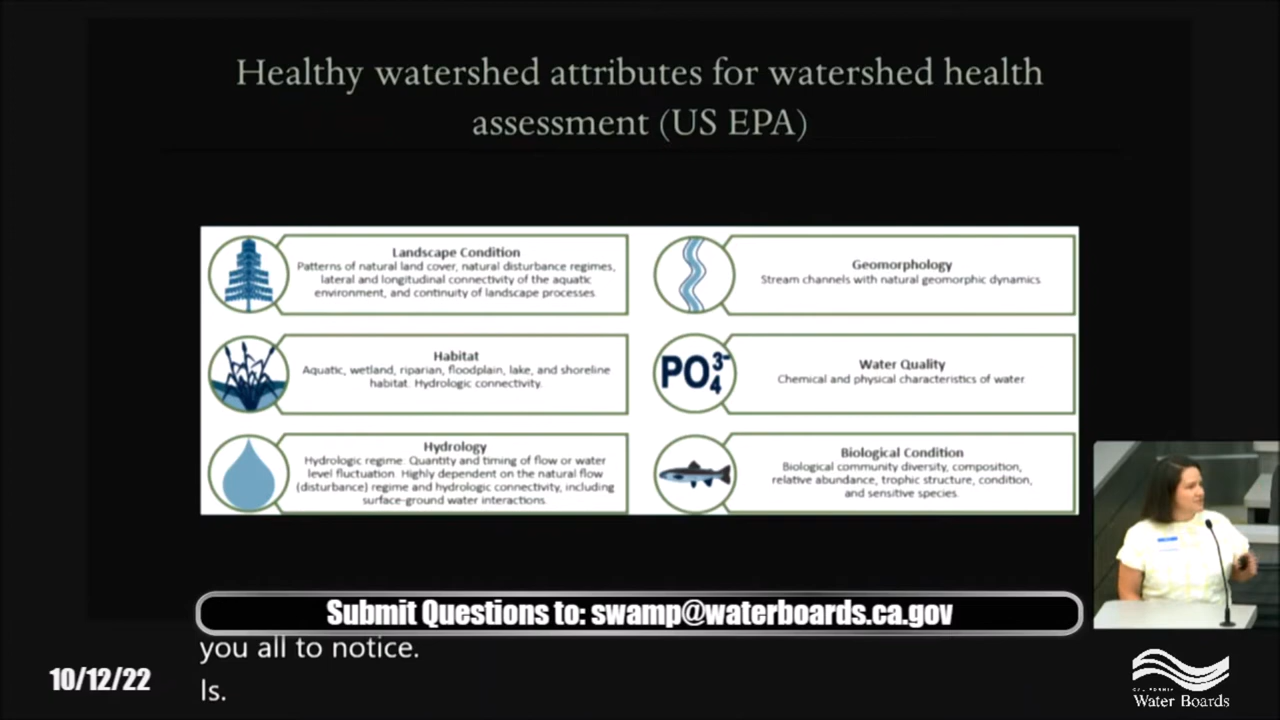 Healthy watershed attributes for watershed health
assessment (US EPA)
Landscape Condition
Patterns of natural land cover, natural disturbance regimes,
lateral and longitudinal connectivity of the aquatic
environment, and continuity of landscape processes.
Habitat
Aquatic, wetland, riparian, floodplain, lake, and shoreline
habitat. Hydrologic connectivity.
Hydrology
Hydrologic regime: Quantity and timing of flow or water
level fluctuation. Highly dependent on the natural flow
(disturbance) regime and hydrologic connectivity, including
surface-ground water interactions.
Geomorphology
Stream channels with natural geomorphic dynamics.
PO₄³⁻
Water Quality
Chemical and physical characteristics of water.
Biological Condition
Biological community diversity, composition,
relative abundance, trophic structure, condition,
and sensitive species.
Submit Questions to: swamp@waterboards.ca.gov
you all to notice.
Is.
10/12/22
CALIFORNIA
Water Boards